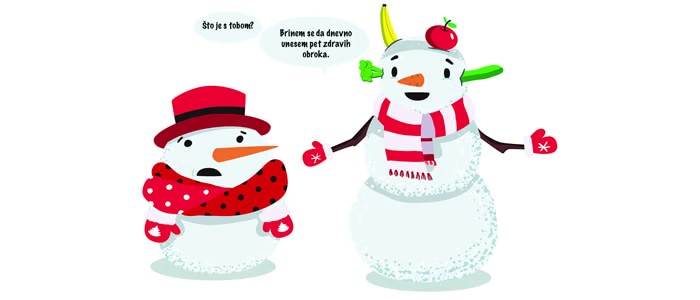 Što je s tobom?
Brinem se da dnevno
unesem pet zdravih
obroka.